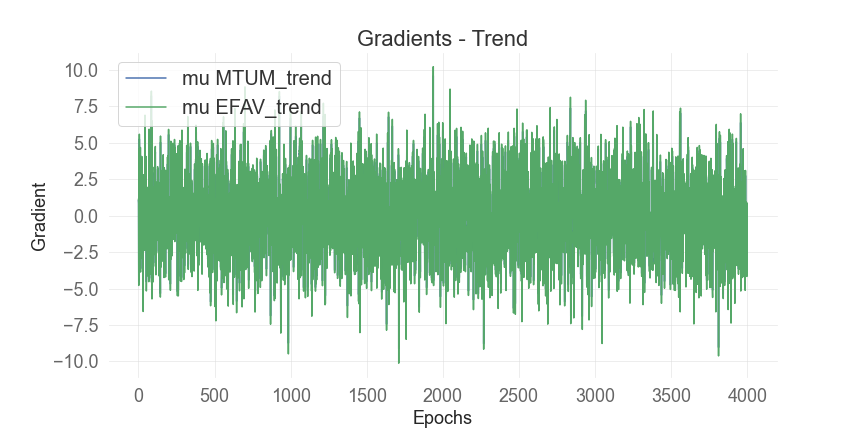 Gradients - Trend
mu MTUM_trend
mu EFAV_trend
10.0
7.5
5.0
2.5
0.0
−2.5
−5.0
−7.5
−10.0
Gradient
0 500 1000 1500 2000 2500 3000 3500 4000
Epochs